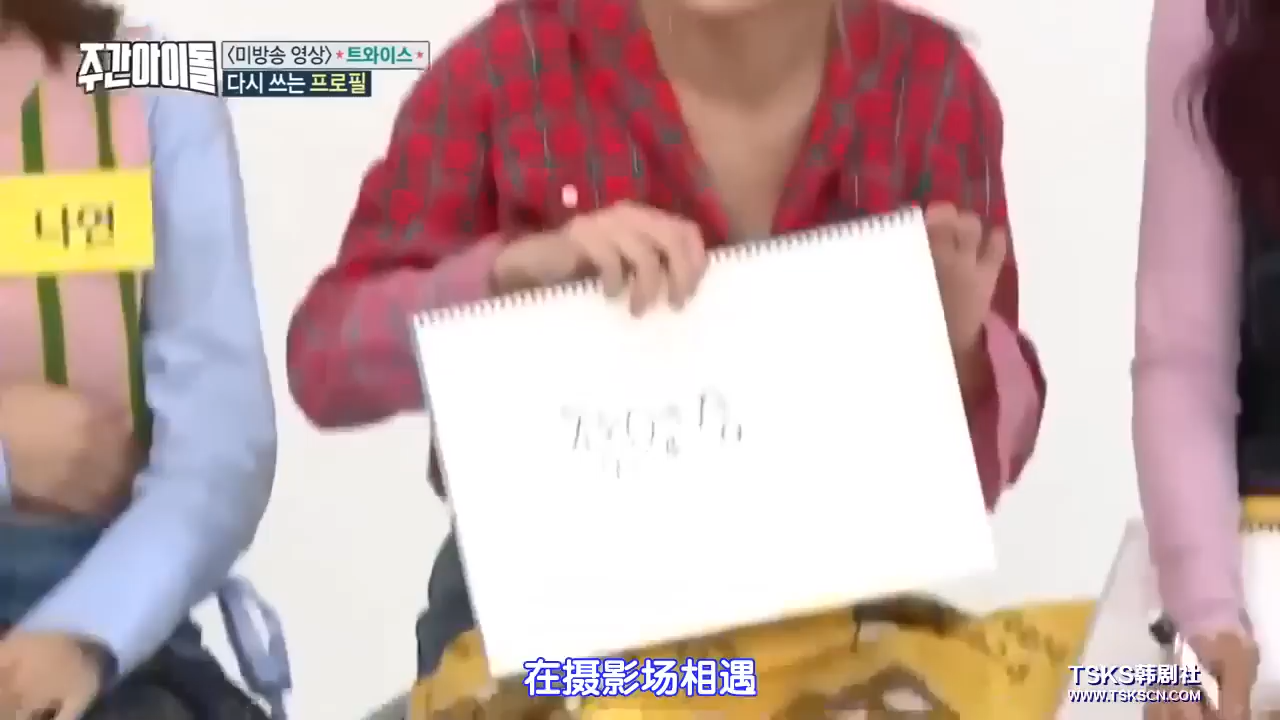 주간아이돌
<미방송 영상>*트와이스*
다시 쓰는 프로필
나연
在摄影场相遇
TSKS韩剧社
WWW.TSKSCN.COM